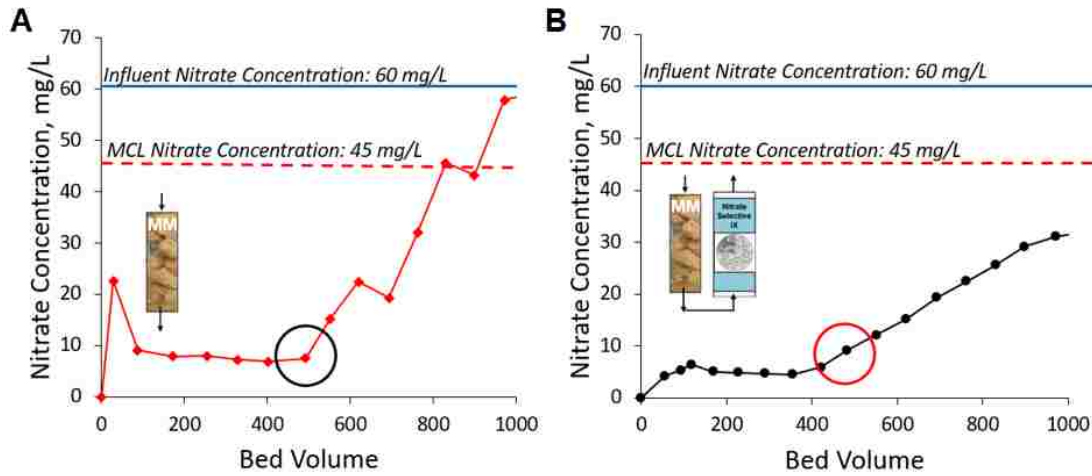 A
70
60
50
40
30
20
10
0
Nitrate Concentration, mg/L
Influent Nitrate Concentration: 60 mg/L
MCL Nitrate Concentration: 45 mg/L
MM
0 200 400 600 800 1000
Bed Volume
B
70
60
50
40
30
20
10
0
Nitrate Concentration, mg/L
Influent Nitrate Concentration: 60 mg/L
MCL Nitrate Concentration: 45 mg/L
MM
Nitrate
Selective
IX
0 200 400 600 800 1000
Bed Volume